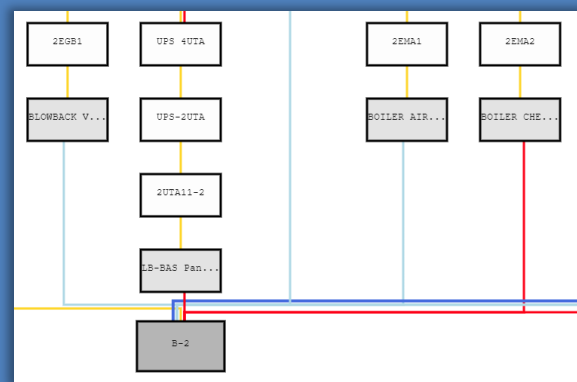 2EGB1
UPS 4UTA
2EMA1
2EMA2
BLOWBACK V...
UPS-2UTA
BOILER AIR...
BOILER CHE...
2UTA11-2
LB-BAS Pan...
B-2